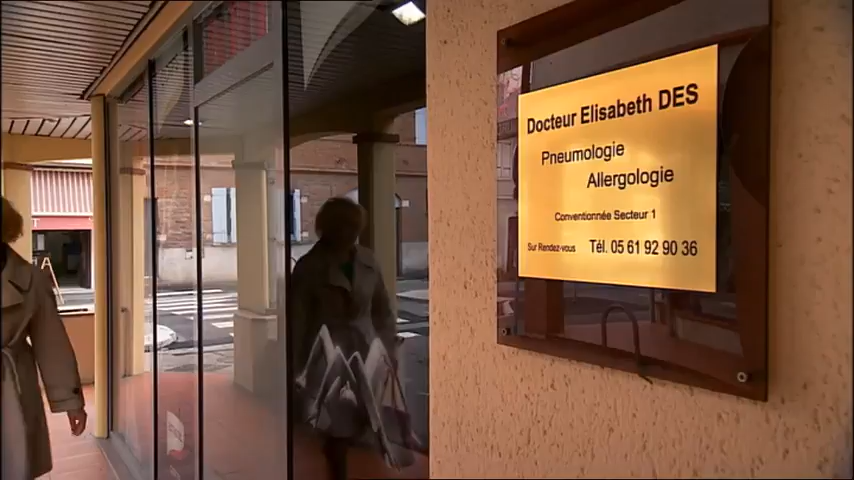 Docteur Elisabeth DES
Pneumologie
Allergologie
Conventionnée Secteur 1
Sur Rendez-vous Tél. 05 61 92 90 36